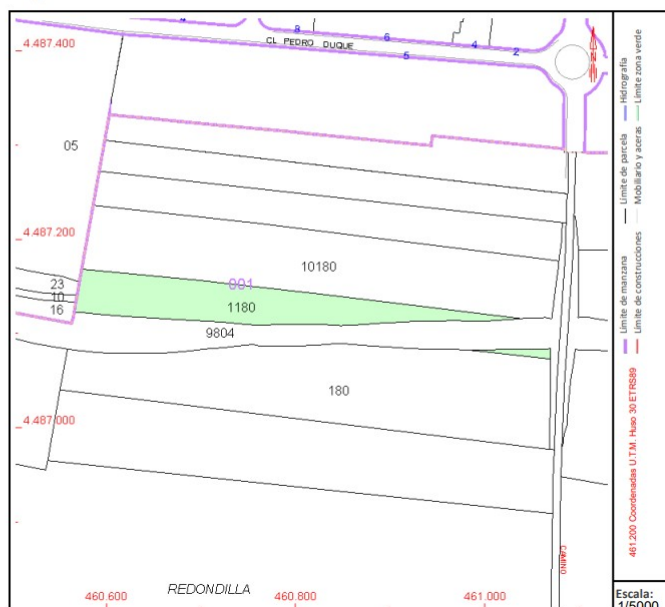 4.487.400
CL PEDRO DUQUE
8
6
4
2
5
05
4.487.200
10180
001
23
10
16
1180
9804
180
4.487.000
CAMINO
REDONDILLA
460.600
460.800
461.000
Límite de manzana
Límite de parcela
Hidrografía
Límite de construcciones
Mobiliario y aceras
Límite zona verde
461.200 Coordenadas U.T.M. Huso 30 ETRS89
Escala:
1/5000